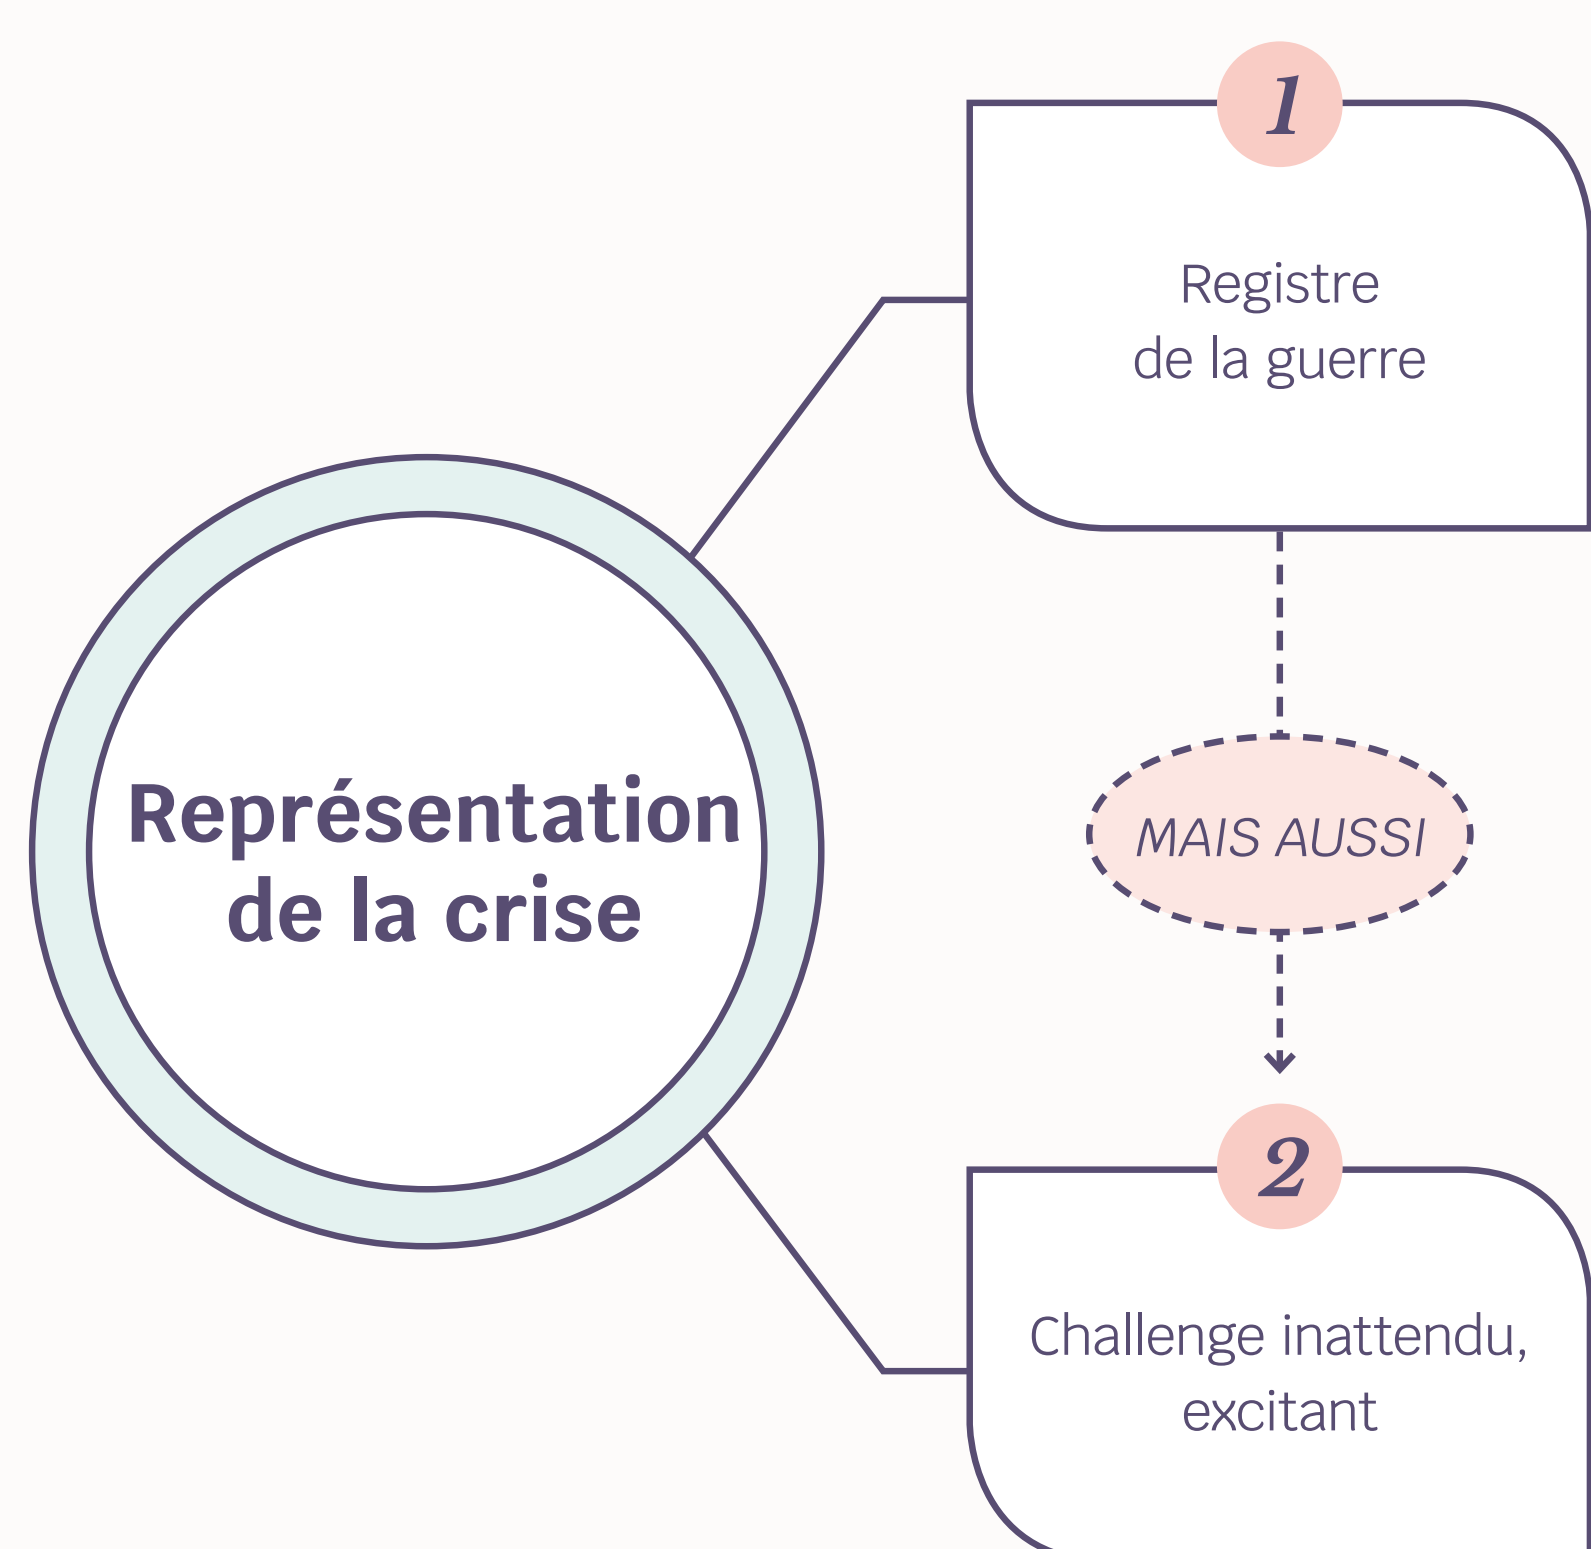 1
Registre
de la guerre
Représentation
de la crise
MAIS AUSSI
2
Challenge inattendu,
excitant